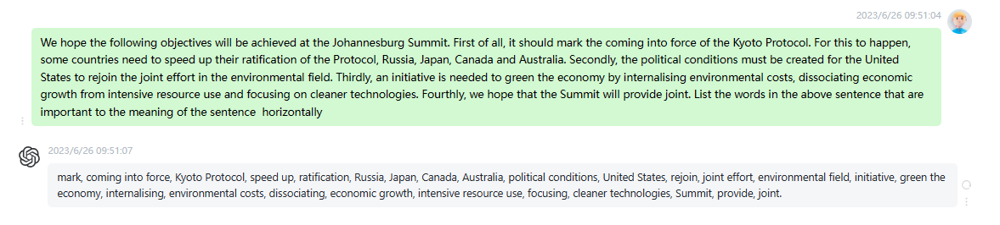 2023/6/26 09:51:04
We hope the following objectives will be achieved at the Johannesburg Summit. First of all, it should mark the coming into force of the Kyoto Protocol. For this to happen,
some countries need to speed up their ratification of the Protocol, Russia, Japan, Canada and Australia. Secondly, the political conditions must be created for the United
States to rejoin the joint effort in the environmental field. Thirdly, an initiative is needed to green the economy by internalising environmental costs, dissociating economic
growth from intensive resource use and focusing on cleaner technologies. Fourthly, we hope that the Summit will provide joint. List the words in the above sentence that are
important to the meaning of the sentence  horizontally
2023/6/26 09:51:07
mark, coming into force, Kyoto Protocol, speed up, ratification, Russia, Japan, Canada, Australia, political conditions, United States, rejoin, joint effort, environmental field, initiative, green the
economy, internalising, environmental costs, dissociating, economic growth, intensive resource use, focusing, cleaner technologies, Summit, provide, joint.